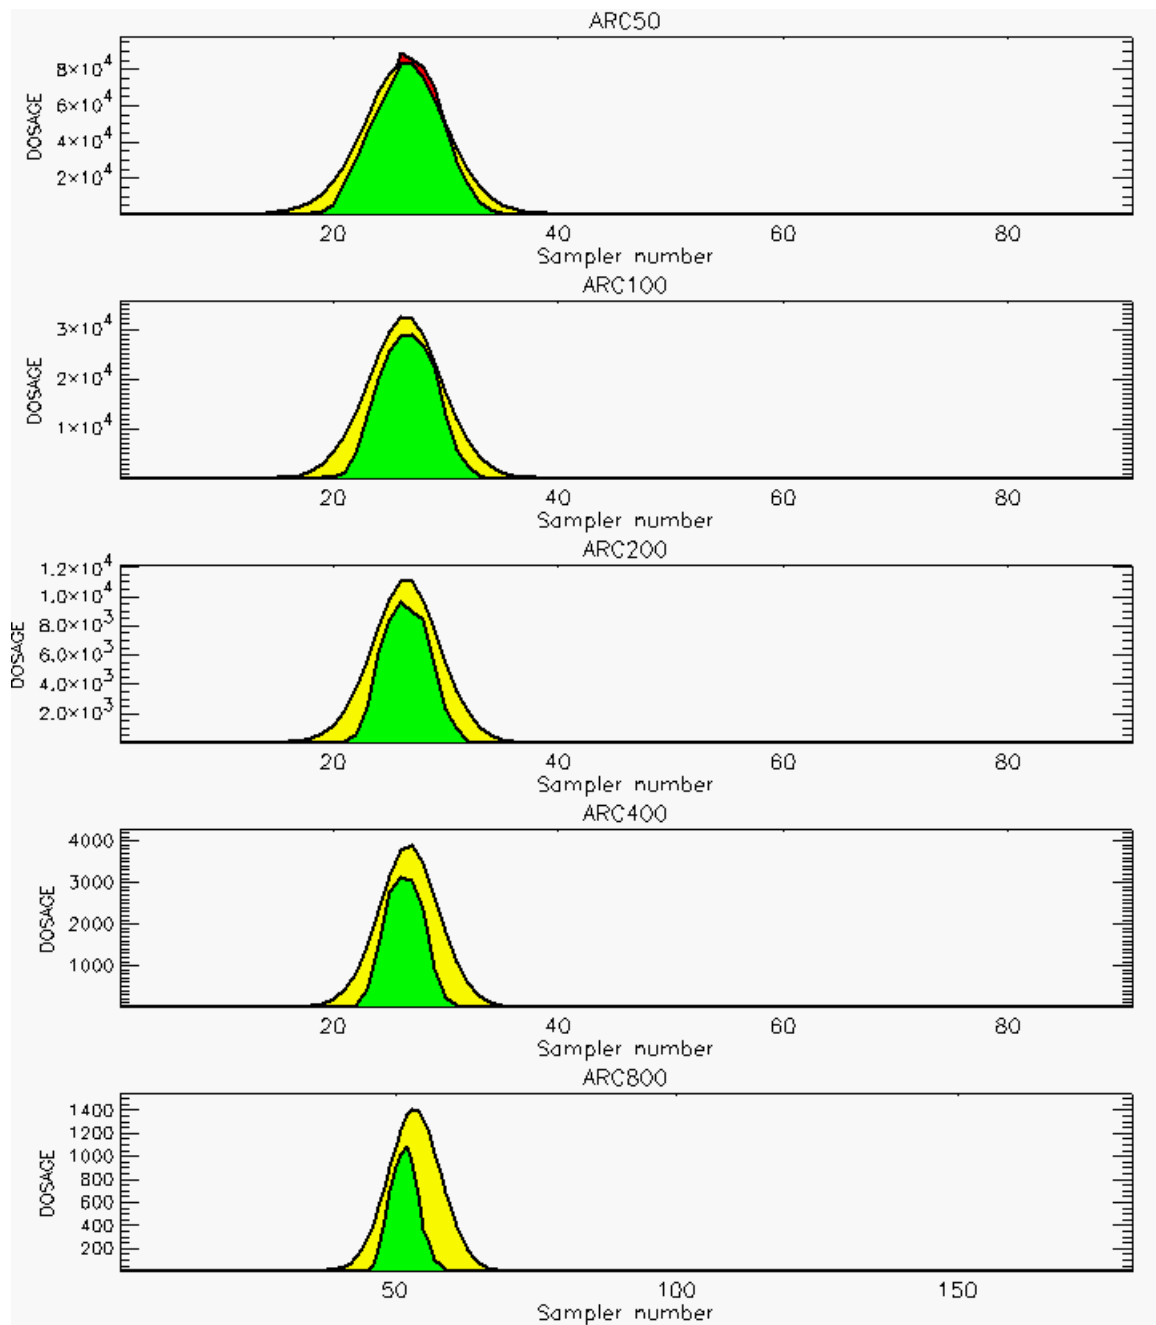 ARC50
8×10⁴
6×10⁴
4×10⁴
2×10⁴
DOSAGE
20 40 60 80
Sampler number
ARC100
3×10⁴
2×10⁴
1×10⁴
DOSAGE
20 40 60 80
Sampler number
ARC200
1.2×10⁴
1.0×10⁴
8.0×10³
6.0×10³
4.0×10³
2.0×10³
DOSAGE
20 40 60 80
Sampler number
ARC400
4000
3000
2000
1000
DOSAGE
20 40 60 80
Sampler number
ARC800
1400
1200
1000
800
600
400
200
DOSAGE
50 100 150
Sampler number